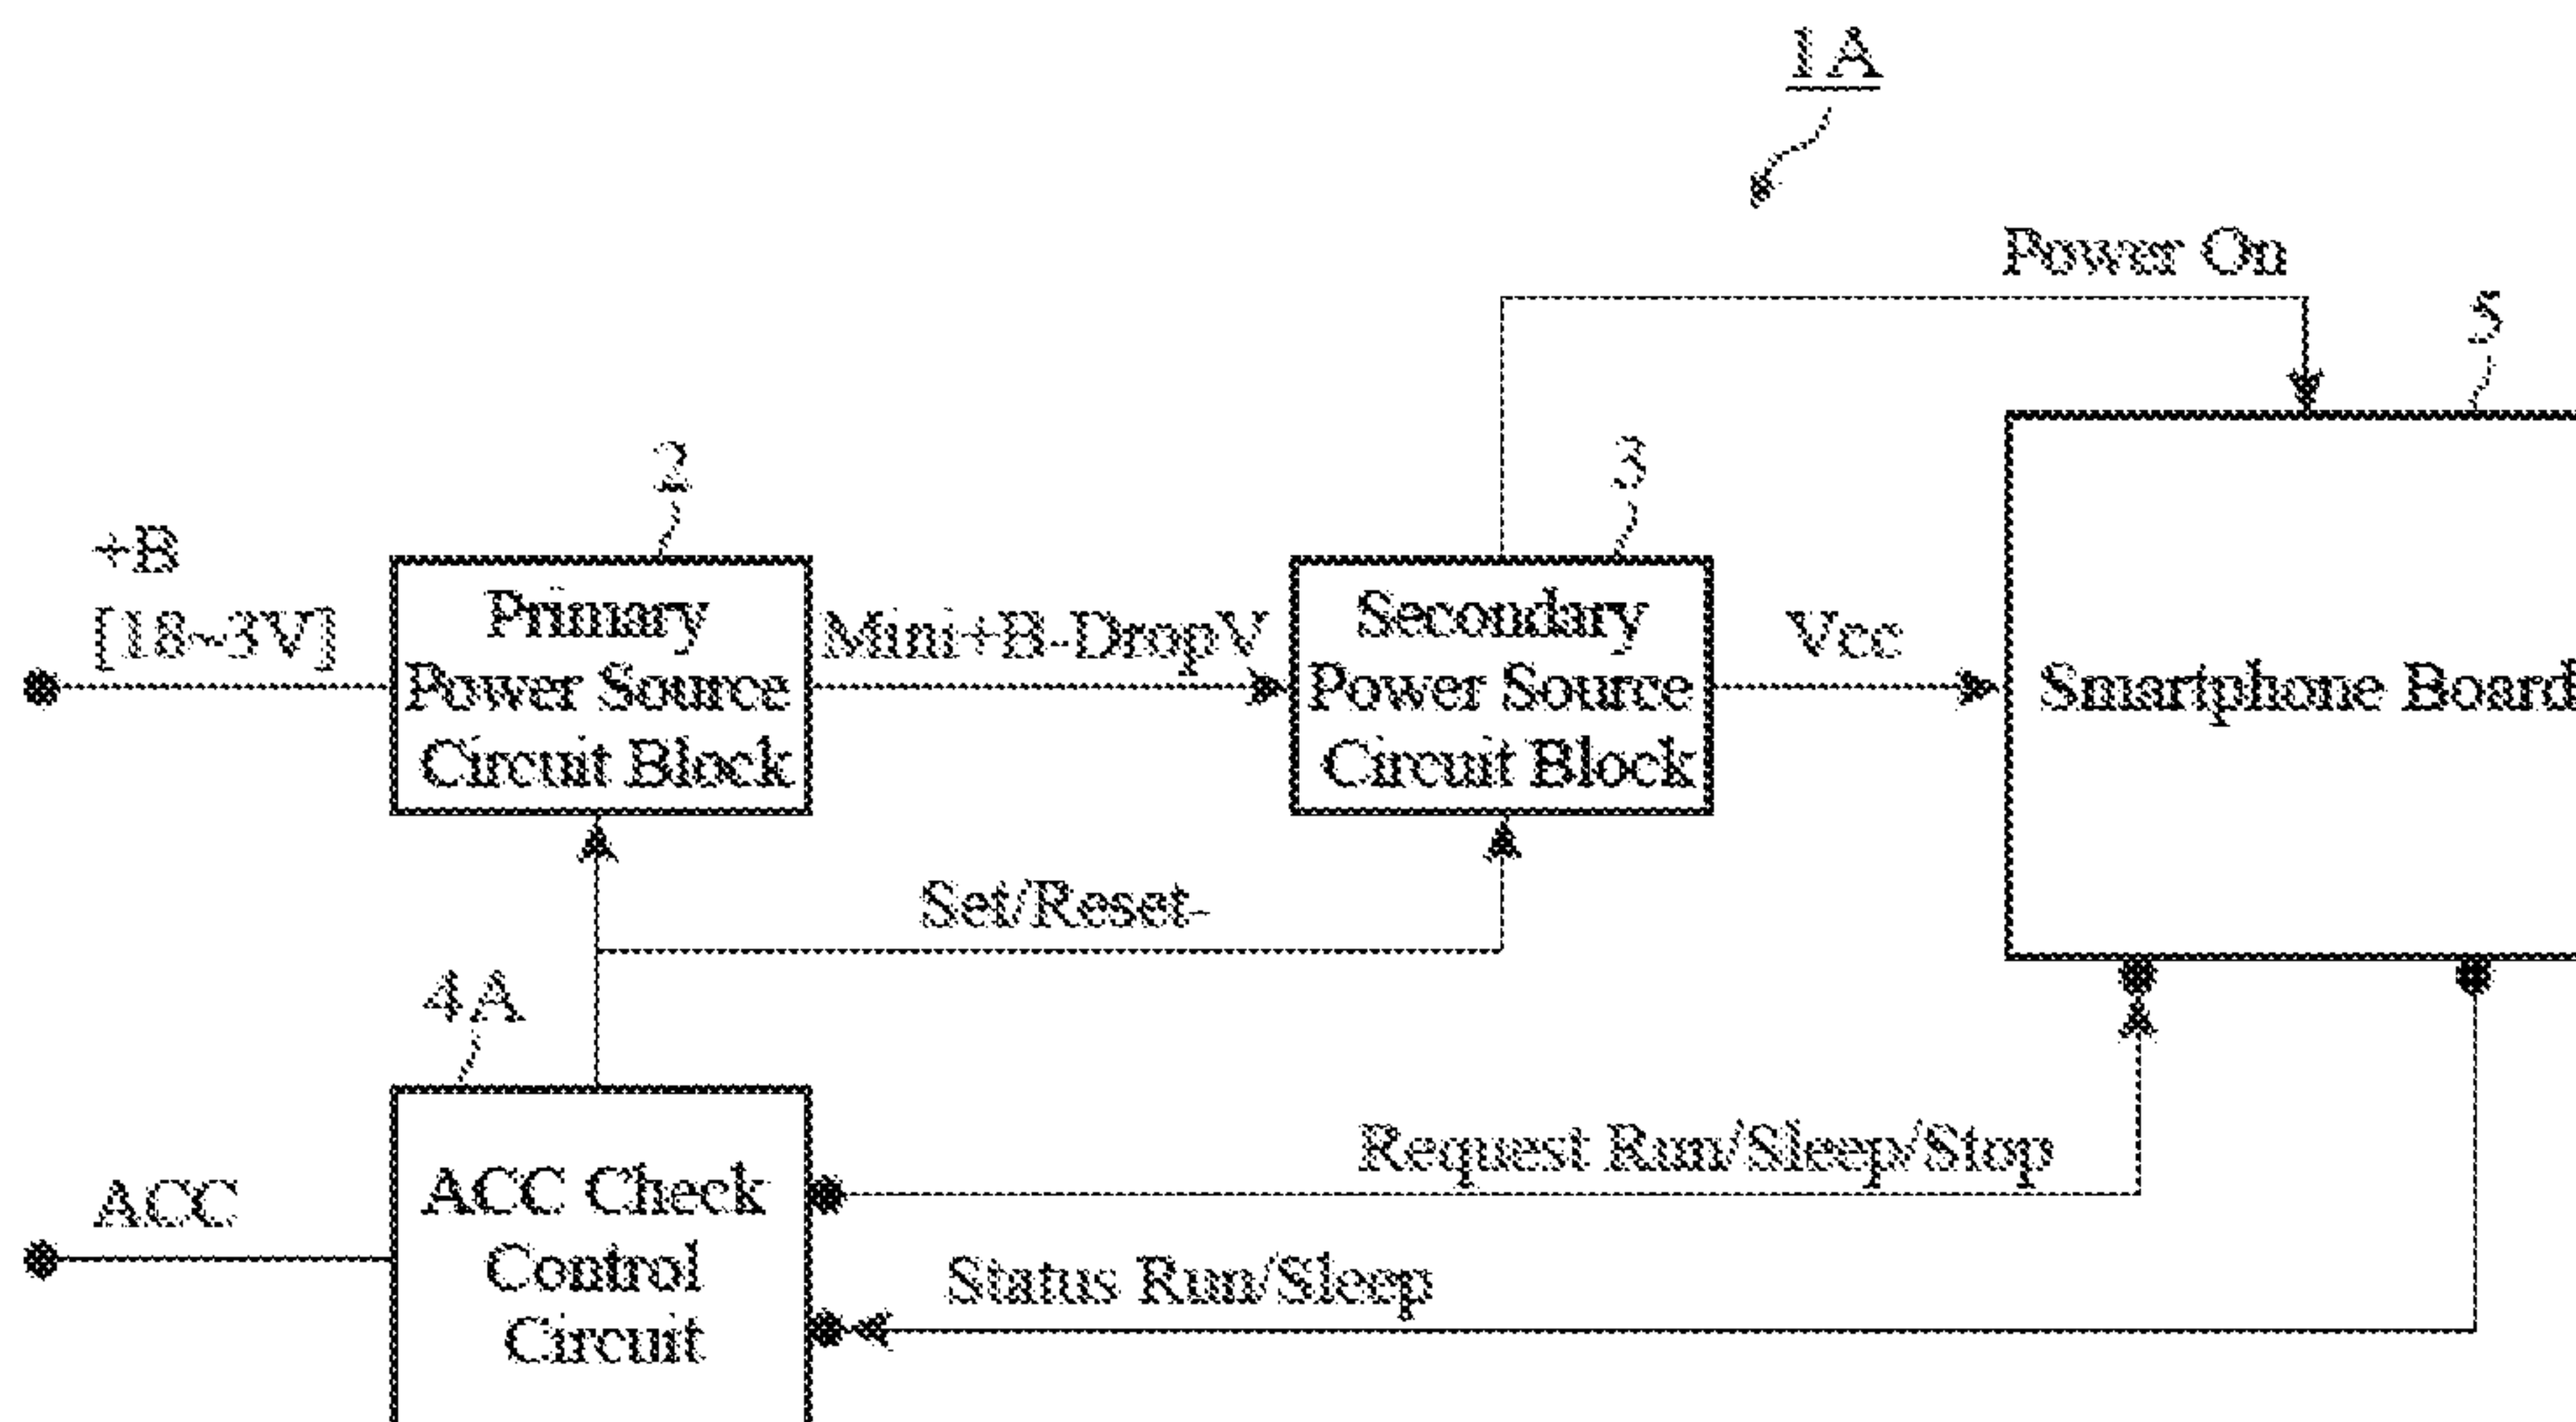 1A
Power On
5
2
3
+B
[18~3V]
Primary
Power Source
Circuit Block
Mini+B-DropV
Secondary
Power Source
Circuit Block
Vcc
Smartphone Board
Set/Reset-
4A
ACC
ACC Check
Control
Circuit
Request Run/Sleep/Stop
Status Run/Sleep